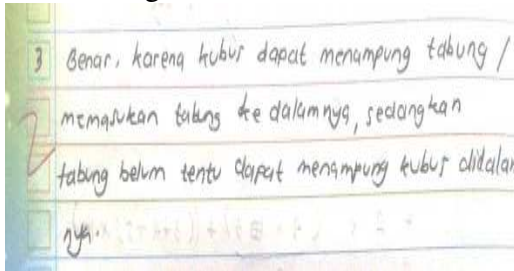 3 Benar, karena kubus dapat menampung tabung /
memasukan tabung ke dalamnya, sedangkan
tabung belum tentu dapat menampung kubus didalam
nya.